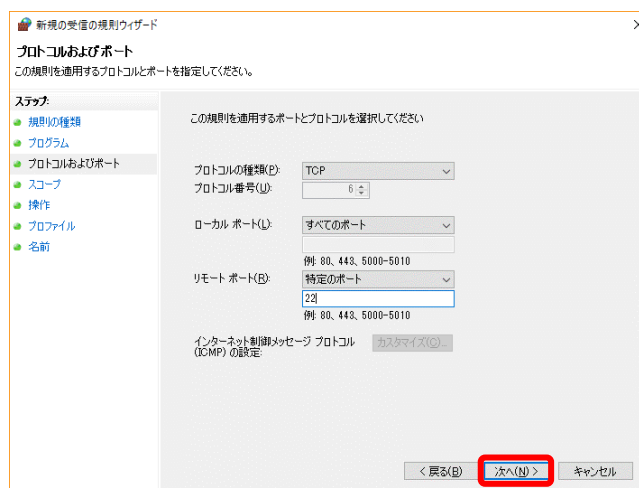 新規の受信の規則ウィザード
プロトコルおよびポート
この規則を適用するプロトコルとポートを指定してください。
ステップ:
規則の種類
プログラム
プロトコルおよびポート
スコープ
操作
プロファイル
名前
この規則を適用するポートとプロトコルを選択してください
プロトコルの種類(P): TCP
プロトコル番号(U): 6
ローカル ポート(L): すべてのポート
例: 80、443、5000-5010
リモート ポート(R): 特定のポート
22
例: 80、443、5000-5010
インターネット制御メッセージ プロトコル
(ICMP) の設定: カスタマイズ(C)...
< 戻る(B) 次へ(N) > キャンセル